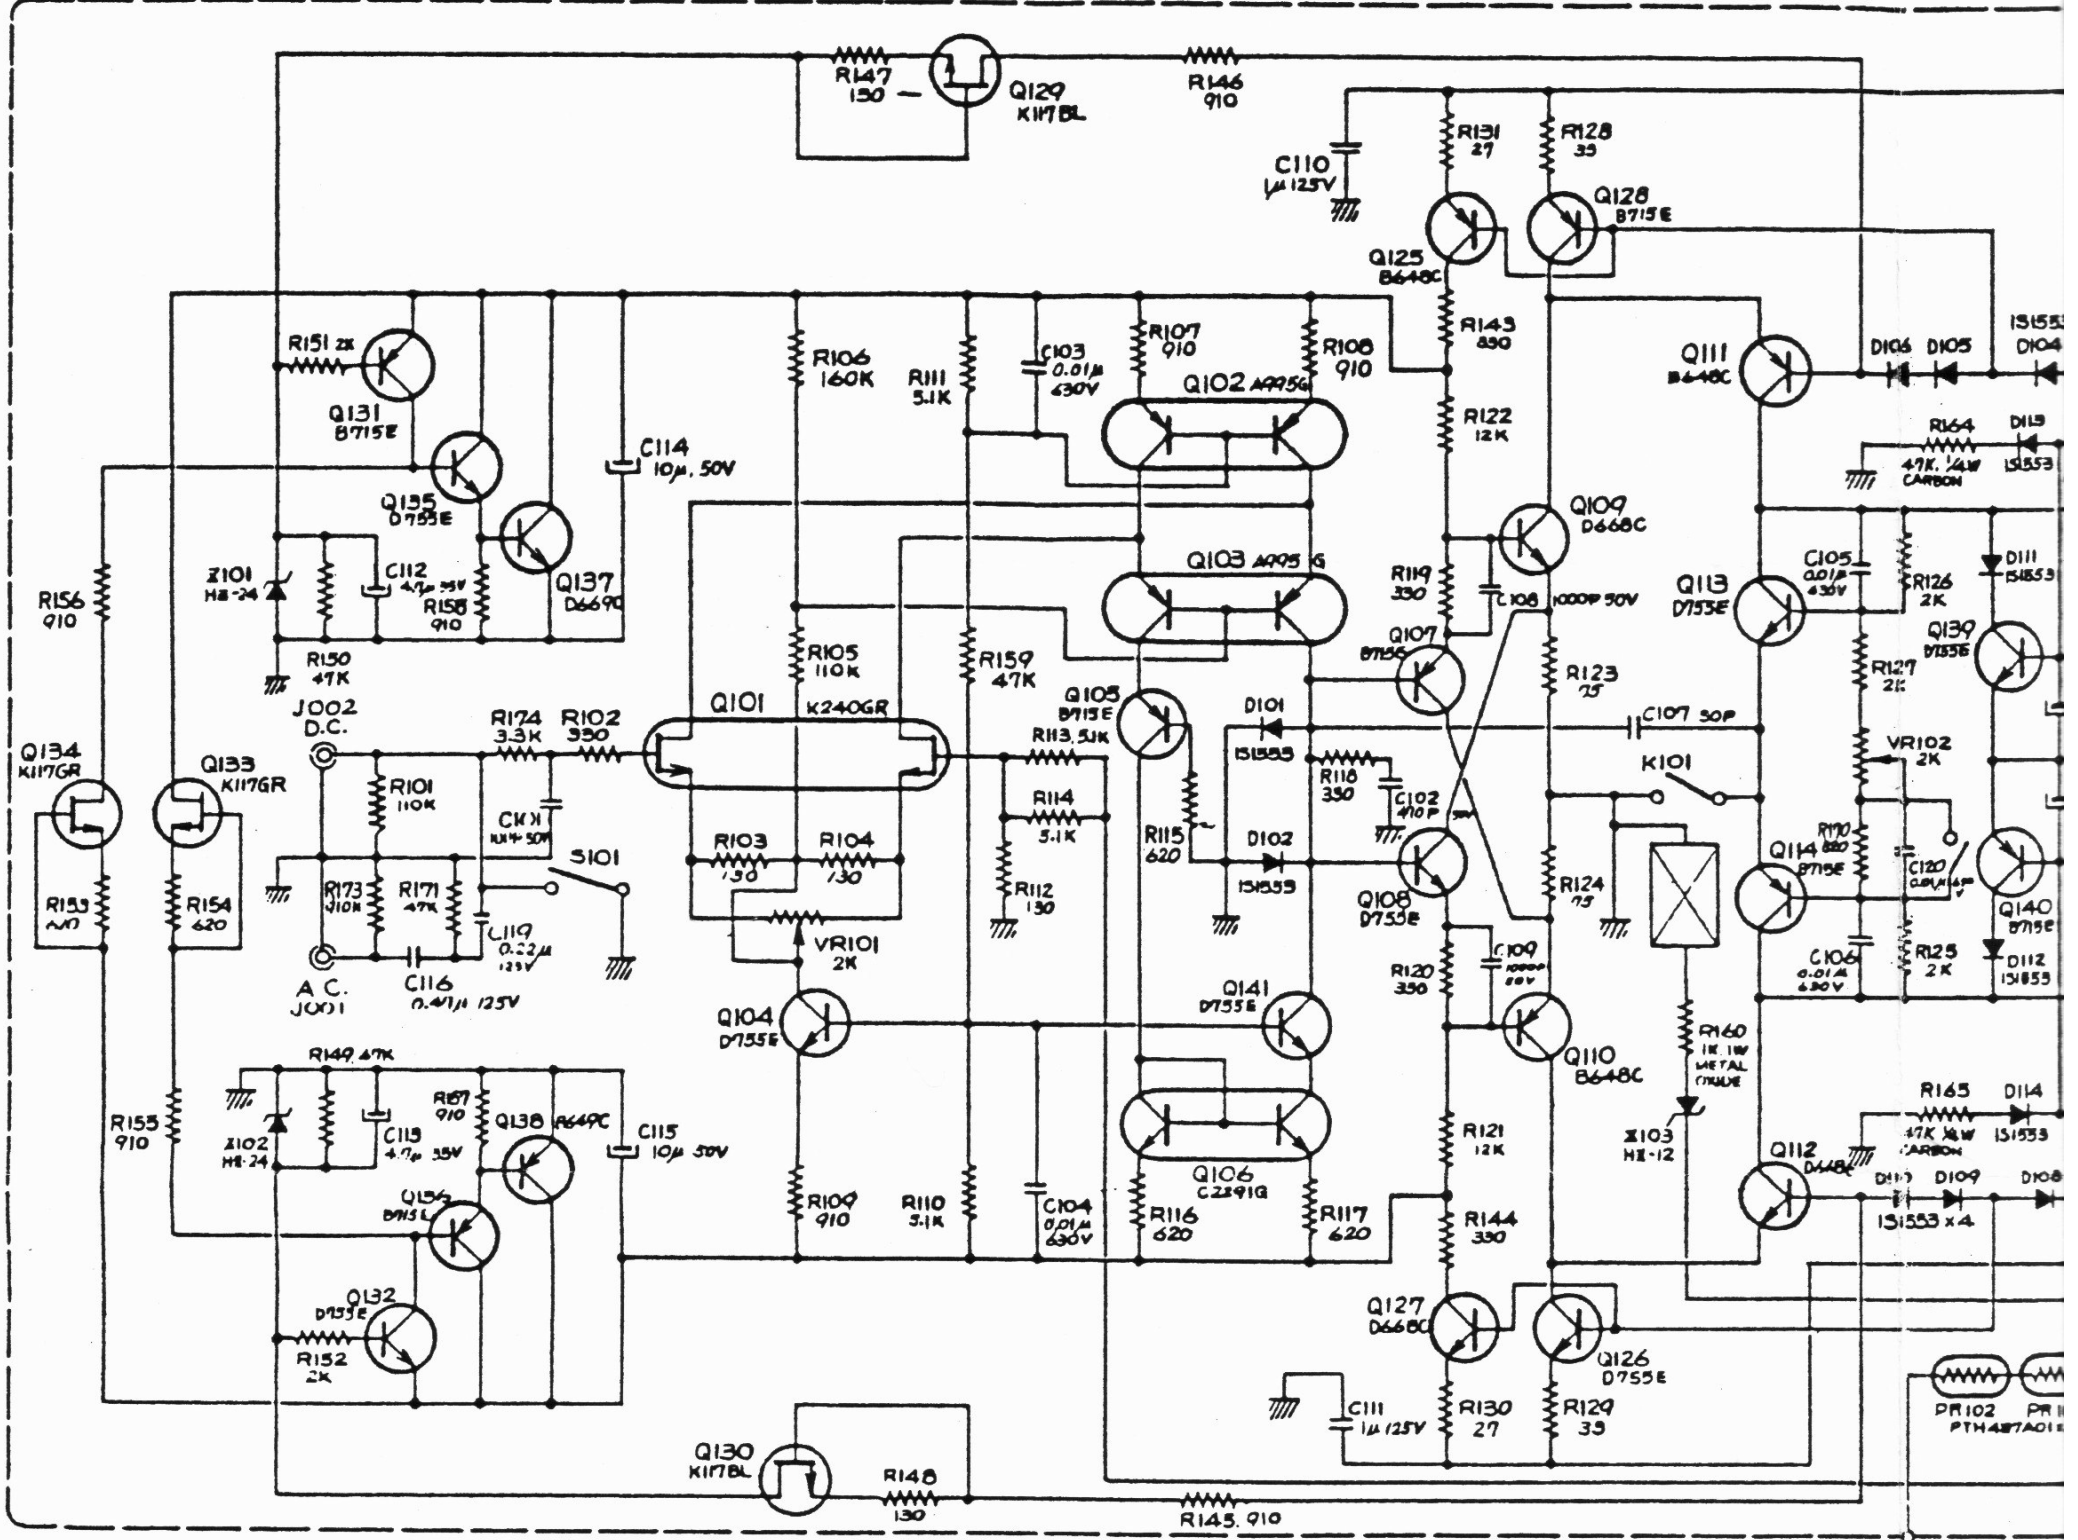 R147
150
Q129
K117BL
R146
910
C110
1µ 125V
R131
27
R128
35
Q128
B715E
Q125
B648C
R151 2K
Q131
B715E
R106
160K
R111
5.1K
C103
0.01µ
630V
R107
910
R108
910
Q102 A995G
R143
Q111
B648C
D106
D105
1S1553
D104
R122
12K
R164
47K, ¼W
CARBON
D113
1S1553
C114
10µ, 50V
Q135
D755E
Q137
Q109
D668C
Q103 A995 G
R119
330
C108
1000P 50V
C105
0.01µ
630V
R126
2K
D111
1S1553
Q113
D755E
Z101
HZ-24
C112
4.7µ 35V
R158
910
R156
910
R150
47K
R105
110K
R159
47K
Q107
B715E
R123
75
R127
2K
Q139
D755E
J002
D.C.
R174
3.3K
R102
330
Q101
K240GR
Q105
B715E
D101
1S1553
C107 50P
VR102
2K
Q134
K117GR
Q133
K117GR
R101
110K
R113, 5.1K
R118
330
C102
470P
K101
R114
5.1K
R115
620
D102
1S1553
S101
R103
130
R104
130
R112
130
R173
910K
R171
47K
R153
R154
620
Q108
D755E
R124
75
Q114
B715E
R170
C120
Q140
B715E
C119
0.22µ
125V
VR101
2K
C109
1000P
50V
R120
330
C106
0.01µ
630V
R125
2K
D112
1S1553
A.C.
J001
C116
0.47µ 125V
Q104
D755E
Q141
D755E
Q110
B648C
R160
1K, 1W
METAL
OXIDE
R149, 47K
R157
910
Q138
C115
10µ 50V
R155
910
Z102
HZ-24
C113
4.7µ 35V
R121
12K
Z103
HZ-12
R165
47K ¼W
CARBON
D114
1S1553
Q106
C2291G
Q112
D668C
D109
D108
1S1553 x 4
Q136
B715E
R109
910
R110
5.1K
C104
0.01µ
630V
R116
620
R117
620
R144
330
Q132
D755E
R152
2K
Q127
D668C
Q126
D755E
C111
1µ 125V
R130
27
R129
35
PR102
Q130
K117BL
R148
130
R145, 910